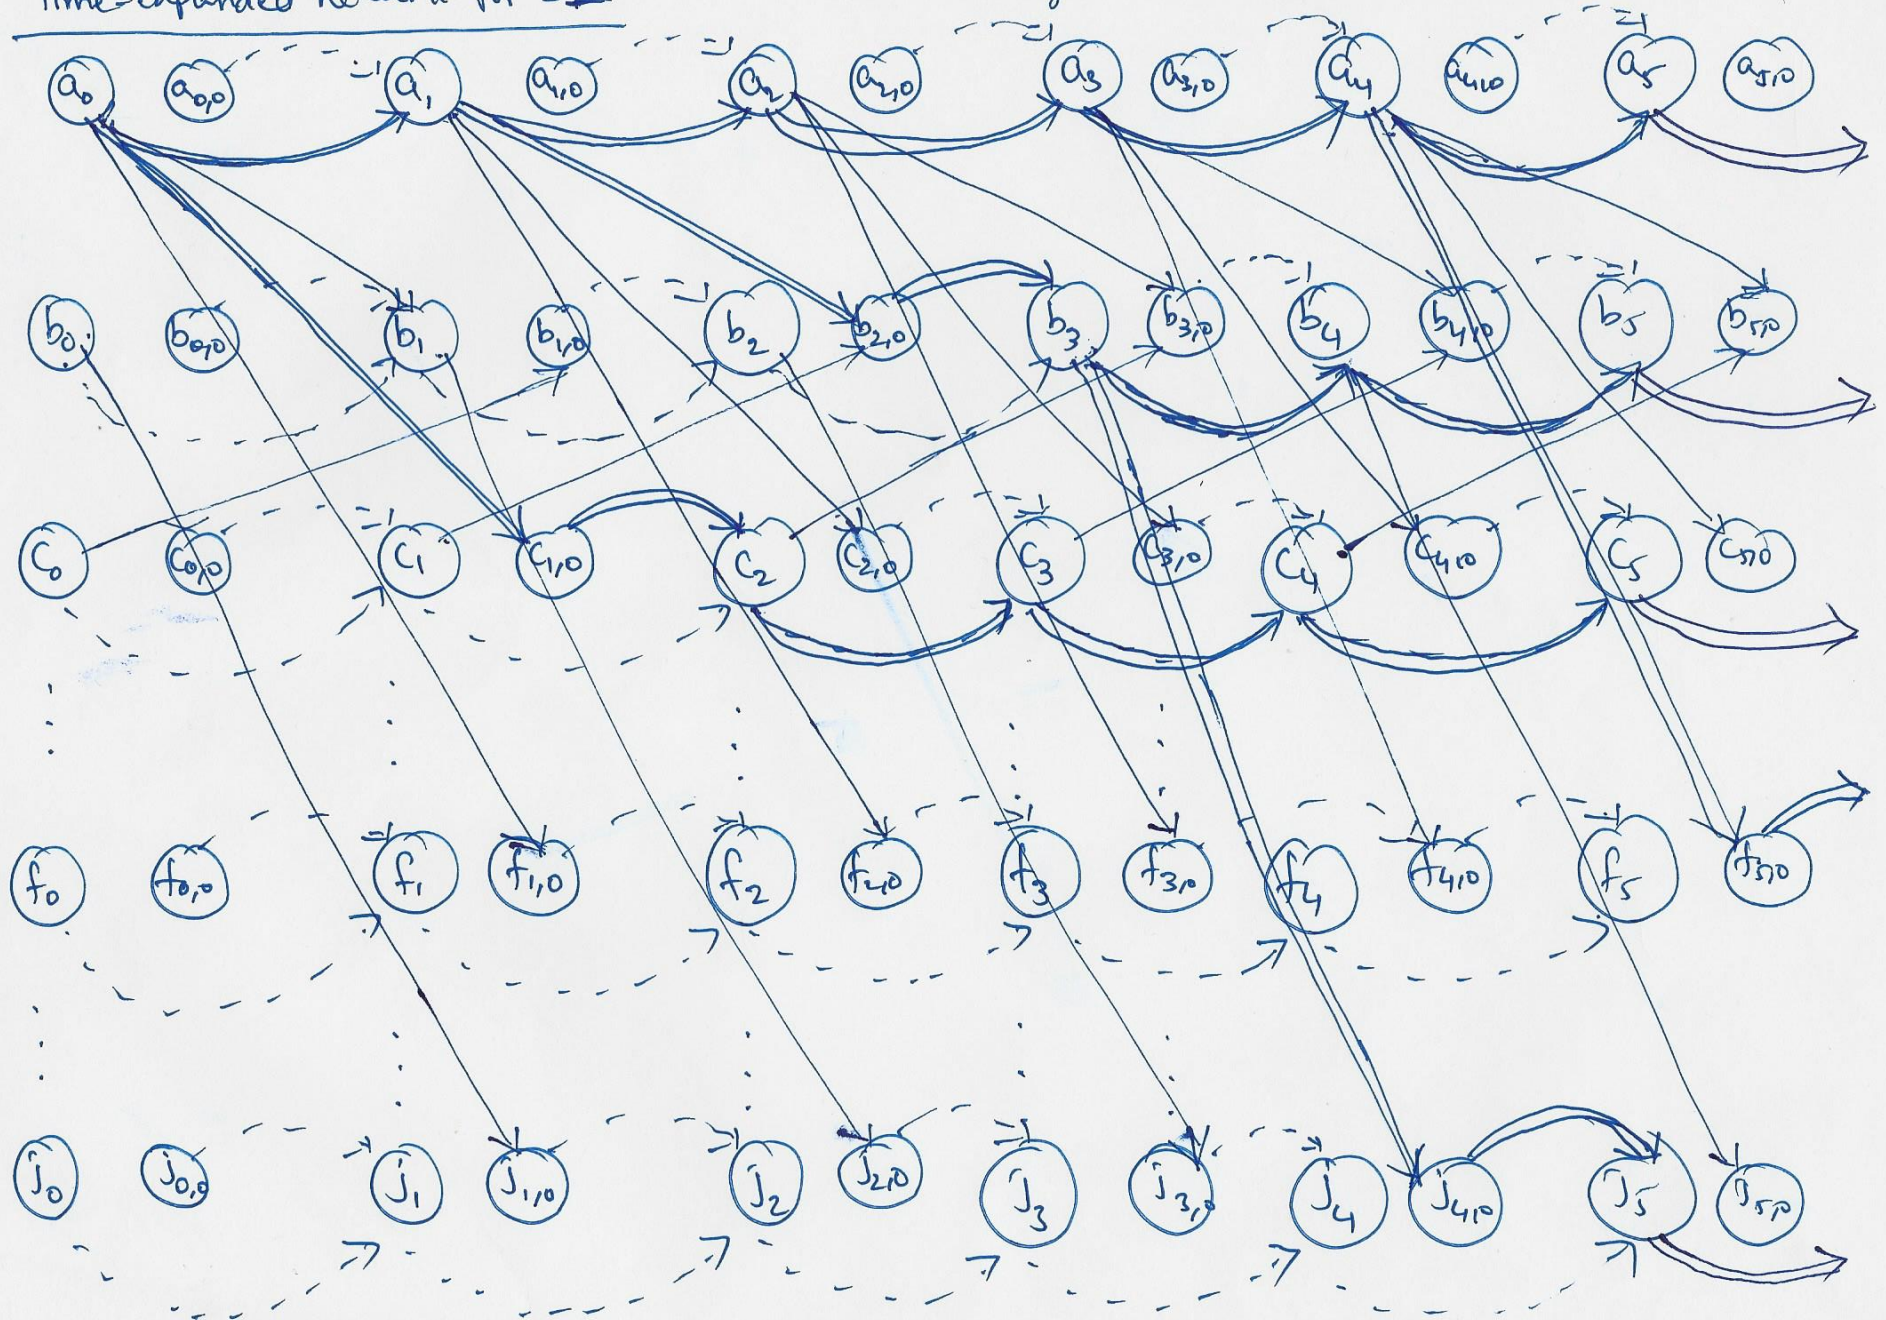 Time-expanded network for
a0 a0,0 a1 a1,0 a2 a2,0 a3 a3,0 a4 a4,0 a5 a5,0
b0 b0,0 b1 b1,0 b2 b2,0 b3 b3,0 b4 b4,0 b5 b5,0
c0 c0,0 c1 c1,0 c2 c2,0 c3 c3,0 c4 c4,0 c5 c5,0
f0 f0,0 f1 f1,0 f2 f2,0 f3 f3,0 f4 f4,0 f5 f5,0
j0 j0,0 j1 j1,0 j2 j2,0 j3 j3,0 j4 j4,0 j5 j5,0